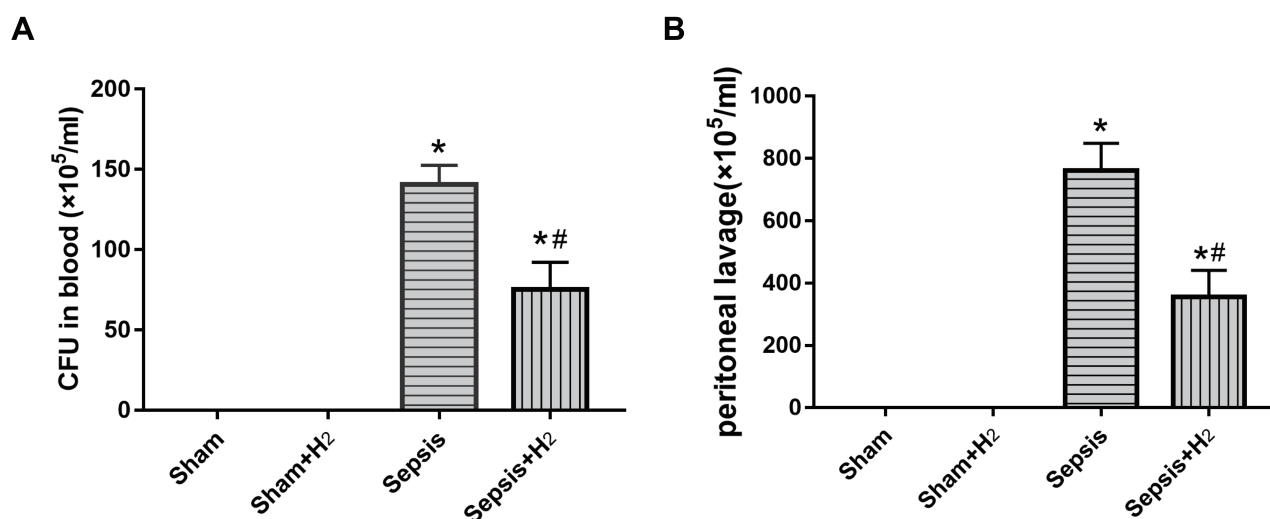 A
CFU in blood (×10⁵/ml)
200
150
100
50
0
*
*#
Sham
Sham+H2
Sepsis
Sepsis+H2
B
peritoneal lavage(×10⁵/ml)
1000
800
600
400
200
0
*
*#
Sham
Sham+H2
Sepsis
Sepsis+H2